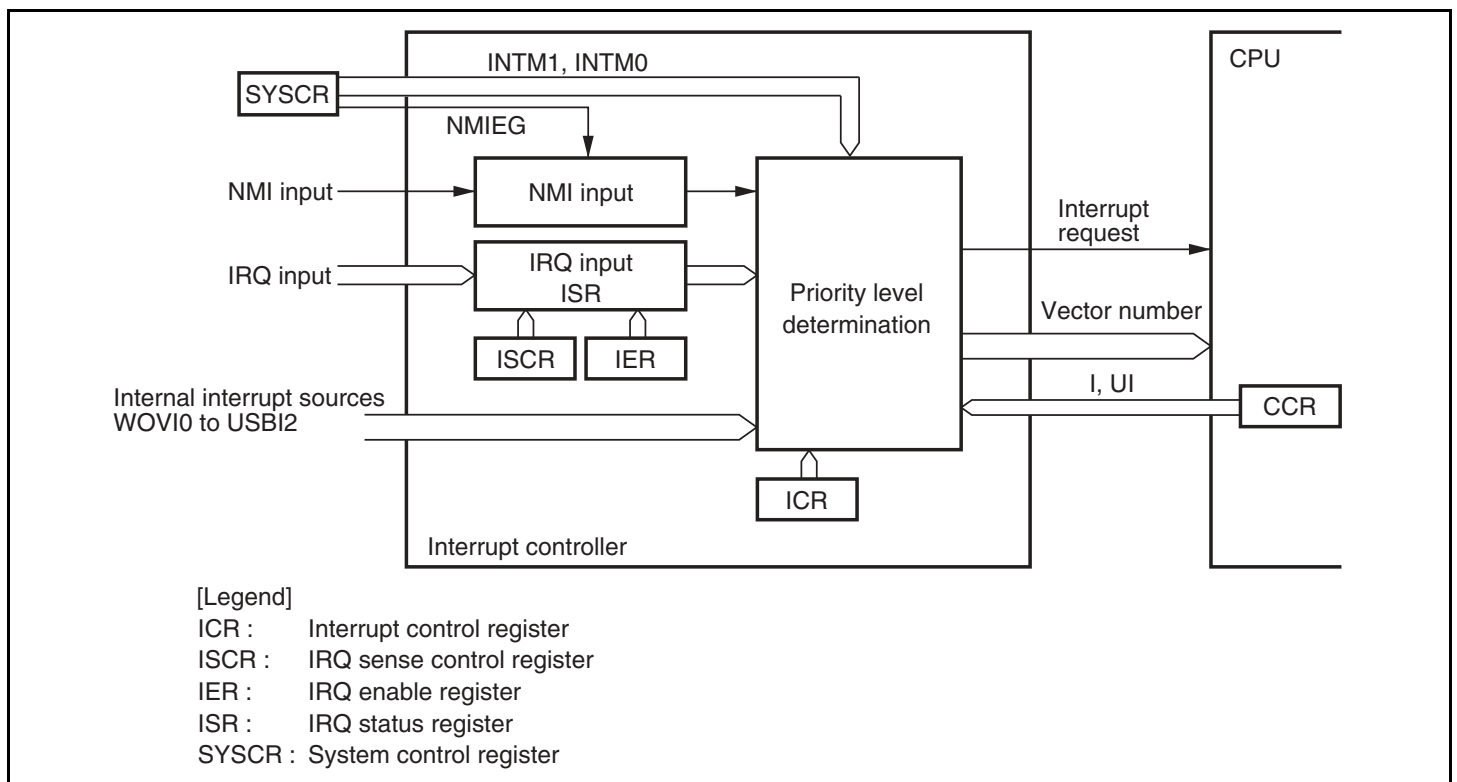 INTM1, INTM0
CPU
SYSCR
NMIEG
NMI input
NMI input
Interrupt
request
IRQ input
IRQ input
ISR
Priority level
determination
Vector number
ISCR
IER
I, UI
Internal interrupt sources
WOVI0 to USBI2
CCR
ICR
Interrupt controller
[Legend]
ICR : Interrupt control register
ISCR : IRQ sense control register
IER : IRQ enable register
ISR : IRQ status register
SYSCR : System control register